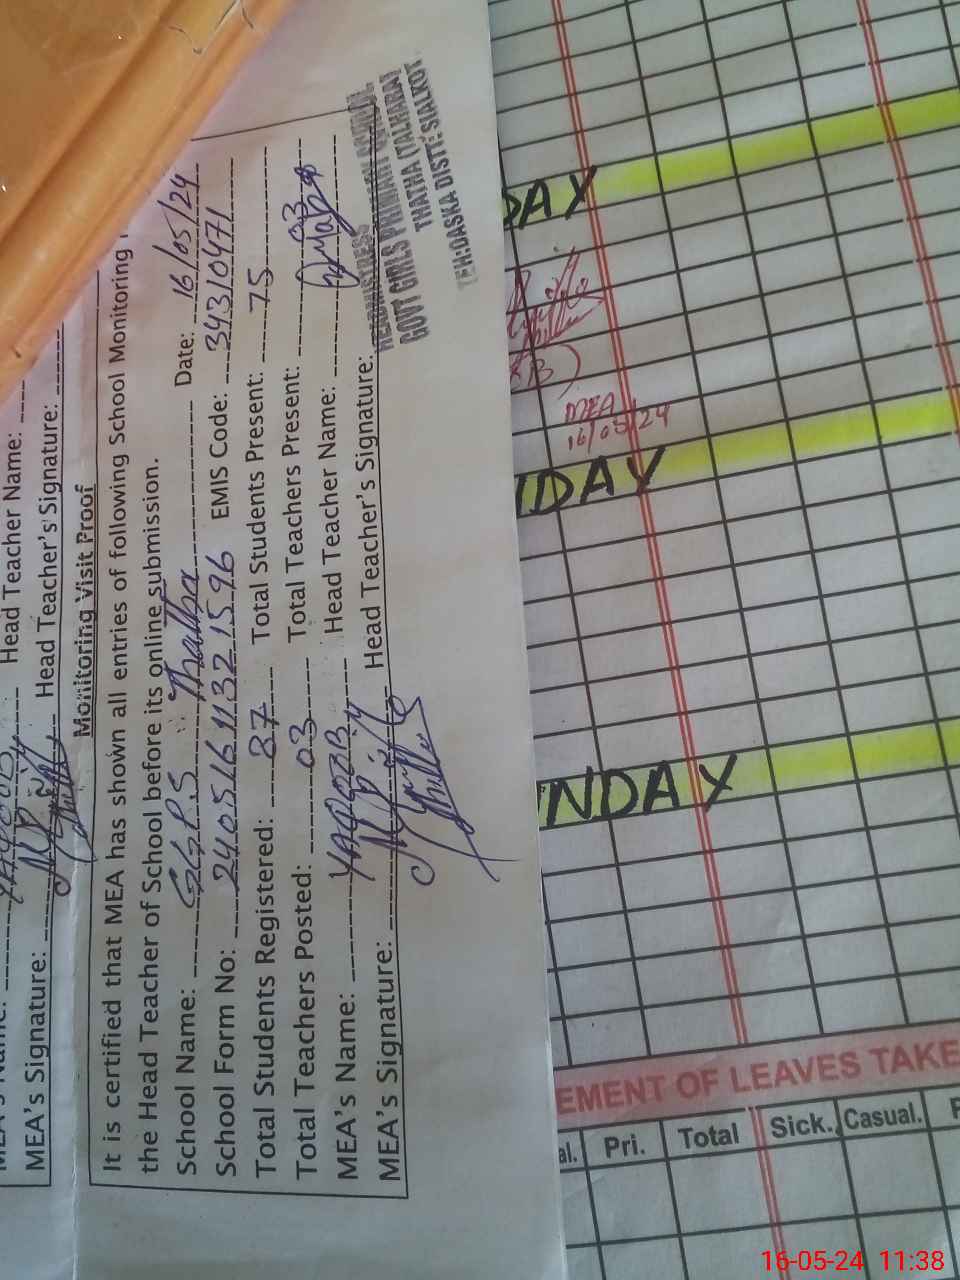 Head Teacher Name:
MEA's Signature: Head Teacher's Signature:
Monitoring Visit Proof
It is certified that MEA has shown all entries of following School Monitoring
the Head Teacher of School before its online submission.
School Name: GGPS Thatha Date: 16/05/24
School Form No: 240516113215 96 EMIS Code: 34310471
Total Students Registered: 87 Total Students Present: 75
Total Teachers Posted: 03 Total Teachers Present: 03
MEA's Name: YAQOOB Head Teacher Name:
MEA's Signature: Head Teacher's Signature:
HEADMISTRESS
GOVT GIRLS PRIMARY SCHOOL
THATHA (TALHARA)
TEH:DASKA DISTT:SIALKOT
DAY
MEA
16/05/24
NDAY
NDAY
EMENT OF LEAVES TAKE
al. Pri. Total Sick. Casual.
16-05-24 11:38